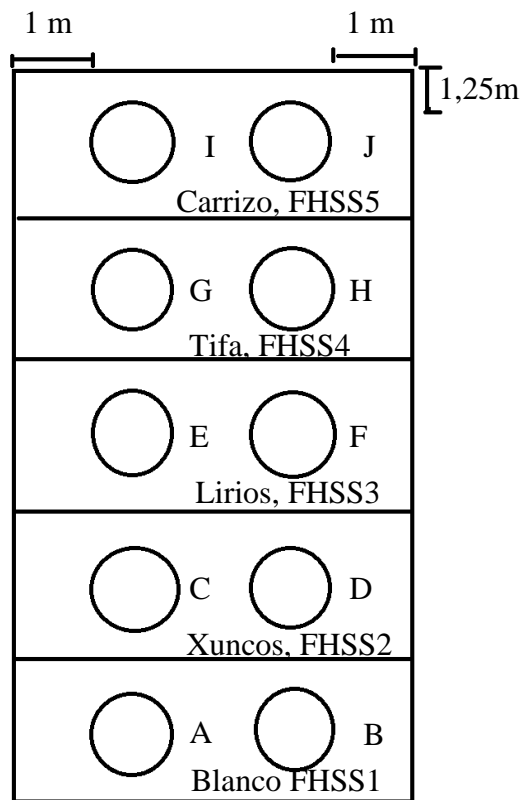 1 m 1 m
1,25m
I J
Carrizo, FHSS5
G H
Tifa, FHSS4
E F
Lirios, FHSS3
C D
Xuncos, FHSS2
A B
Blanco FHSS1